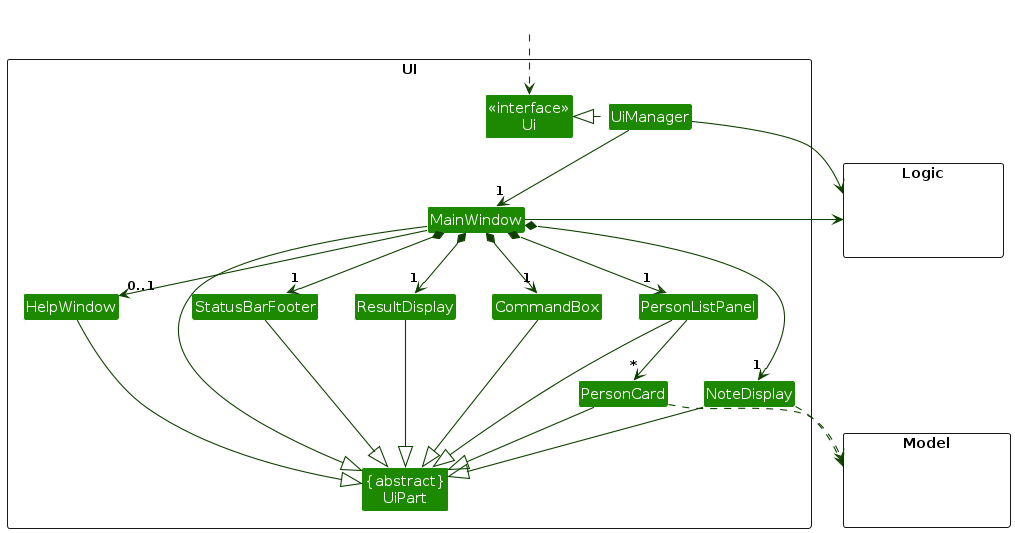 UI
«interface»
Ui
UiManager
Logic
1
MainWindow
0..1
1
1
1
1
HelpWindow
StatusBarFooter
ResultDisplay
CommandBox
PersonListPanel
*
1
PersonCard
NoteDisplay
Model
{abstract}
UiPart